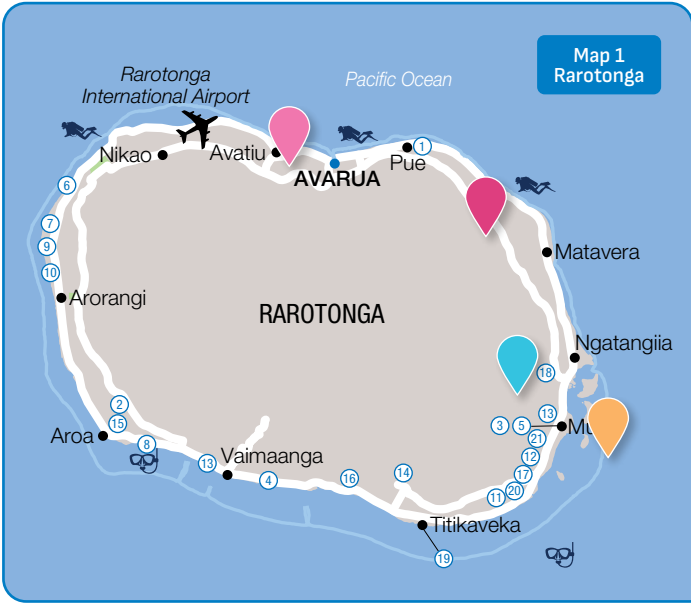 Map 1
Rarotonga
Rarotonga
International Airport
Pacific Ocean
Nikao
Avatiu
AVARUA
Pue
1
6
7
9
10
Matavera
Arorangi
RAROTONGA
Ngatangiia
18
2
15
3
5
13
Mu
Aroa
8
21
Vaimaanga
13
12
4
16
14
17
11
20
Titikaveka
19